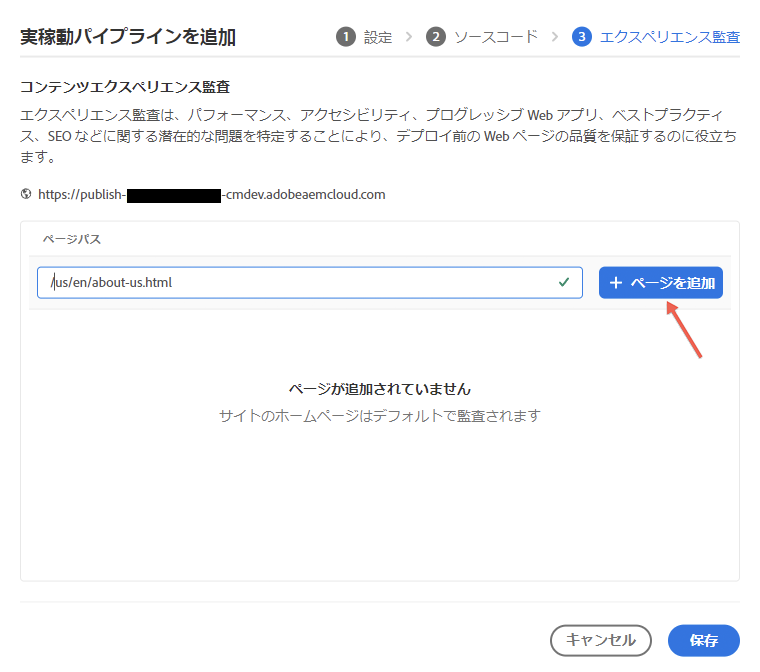 実稼動パイプラインを追加
1 設定 > 2 ソースコード > 3 エクスペリエンス監査
コンテンツエクスペリエンス監査
エクスペリエンス監査は、パフォーマンス、アクセシビリティ、プログレッシブ Web アプリ、ベストプラクティ
ス、SEO などに関する潜在的な問題を特定することにより、デプロイ前の Web ページの品質を保証するのに役立ち
ます。
https://publish-
-cmdev.adobeaemcloud.com
ページパス
/us/en/about-us.html
+ ページを追加
ページが追加されていません
サイトのホームページはデフォルトで監査されます
キャンセル
保存